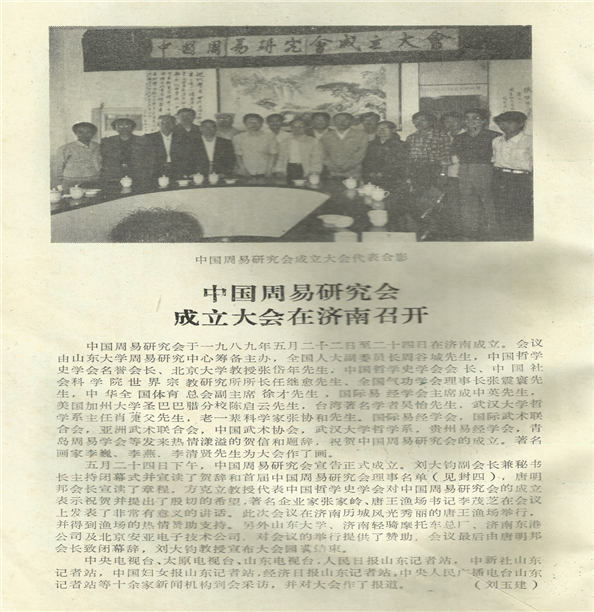 中国周易研究會成立大會
中国周易研究会成立大会代表合影
中国周易研究会
成立大会在济南召开
中国周易研究会于一九八九年五月二十二日至二十四日在济南成立。会议
由山东大学周易研究中心筹备主办，全国人大副委员长周谷城先生，中国哲学
史学会名誉会长、北京大学教授张岱年先生，中国哲学史学会会长、中国社
会科学院世界宗教研究所所长任继愈先生、全国气功学会理事长张震寰先
生，中华全国体育总会副主席徐才先生，国际易经学会主席成中英先生，
美国加州大学圣巴巴腊分校陈启云先生，台湾著名学者吴怡先生，武汉大学哲
学系主任肖萐父先生，老一辈科学家张协和先生、国际易经学会，国际武术联
合会，亚洲武术联合会，中国武术协会，武汉大学哲学系，贵州易经学会，青
岛周易学会等发来热情漾溢的贺信和题辞，祝贺中国周易研究会的成立。著名
画家李巍、李燕、李清贤先生为大会作了画。
五月二十四日下午，中国周易研究会宣告正式成立。刘大钧副会长兼秘书
长主持闭幕式并宣读了贺辞和首届中国周易研究会理事名单（见封四），唐明
邦会长宣读了章程。方克立教授代表中国哲学史学会对中国周易研究会的成立
表示祝贺并提出了殷切的希望，著名企业家张家岭、唐王渔场书记李茂芝在会议
上发表了非常有意义的讲话。此次会议在济南历城风光秀丽的唐王渔场举行，
并得到渔场的热情赞助支持。另外山东大学、济南轻骑摩托车总厂、济南东港
公司及北京安亚电子技术公司，对会议的举行提供了赞助，会议最后由唐明邦
会长致闭幕辞，刘大钧教授宣布大会圆满结束。
中央电视台、太原电视台、山东电视台，人民日报山东记者站，中新社山东
记者站，中国妇女报山东记者站，经济日报山东记者站，中央人民广播电台山东
记者站等十余家新闻机构到会采访，并对大会作了报道。（刘玉建）